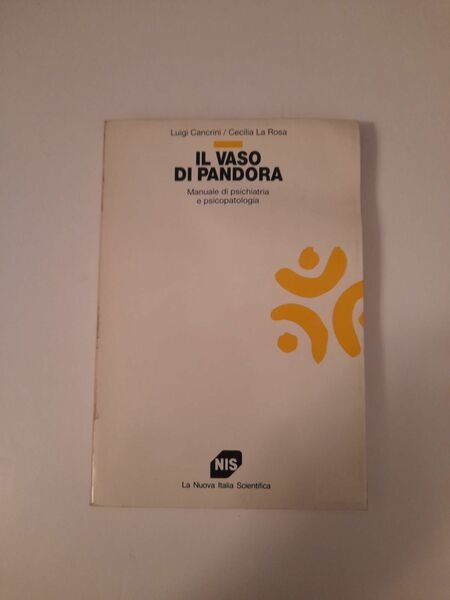 Luigi Cancrini / Cecilia La Rosa
IL VASO
DI PANDORA
Manuale di psichiatria
e psicopatologia
NIS
La Nuova Italia Scientifica